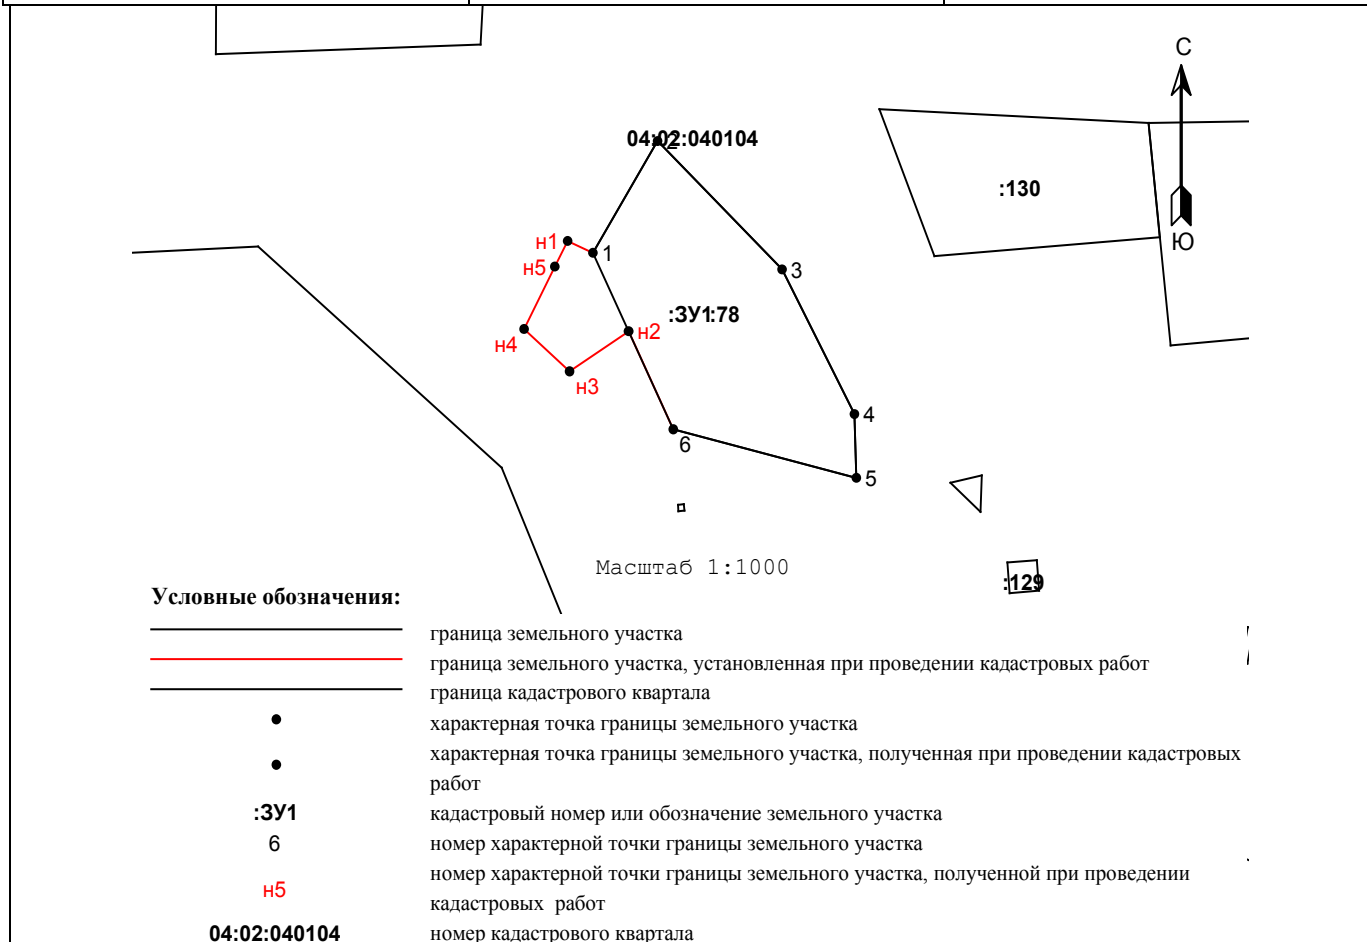 С
04:02:040104
2
:130
н1
1
Ю
н5
3
:ЗУ1:78
н2
н4
н3
4
6
5
Масштаб 1:1000
:129
Условные обозначения:
граница земельного участка
граница земельного участка, установленная при проведении кадастровых работ
граница кадастрового квартала
характерная точка границы земельного участка
характерная точка границы земельного участка, полученная при проведении кадастровых
работ
:ЗУ1 кадастровый номер или обозначение земельного участка
6 номер характерной точки границы земельного участка
н5 номер характерной точки границы земельного участка, полученной при проведении
кадастровых работ
04:02:040104 номер кадастрового квартала